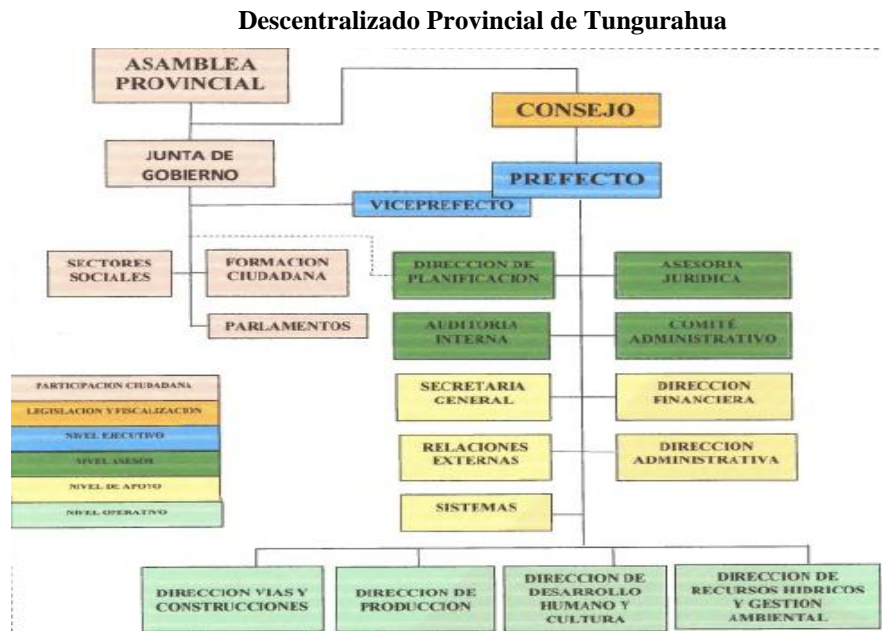 Descentralizado Provincial de Tungurahua
ASAMBLEA
PROVINCIAL
CONSEJO
JUNTA DE
GOBIERNO
PREFECTO
VICEPREFECTO
SECTORES
SOCIALES
FORMACION
CIUDADANA
DIRECCION DE
PLANIFICACION
ASESORIA
JURIDICA
PARLAMENTOS
AUDITORIA
INTERNA
COMITÉ
ADMINISTRATIVO
PARTICIPACION CIUDADANA
LEGISLACION Y FISCALIZACION
NIVEL EJECUTIVO
NIVEL ASESOR
NIVEL DE APOYO
NIVEL OPERATIVO
SECRETARIA
GENERAL
DIRECCION
FINANCIERA
RELACIONES
EXTERNAS
DIRECCION
ADMINISTRATIVA
SISTEMAS
DIRECCION VIAS Y
CONSTRUCCIONES
DIRECCION DE
PRODUCCION
DIRECCION DE
DESARROLLO
HUMANO Y
CULTURA
DIRECCION DE
RECURSOS HIDRICOS
Y GESTION
AMBIENTAL